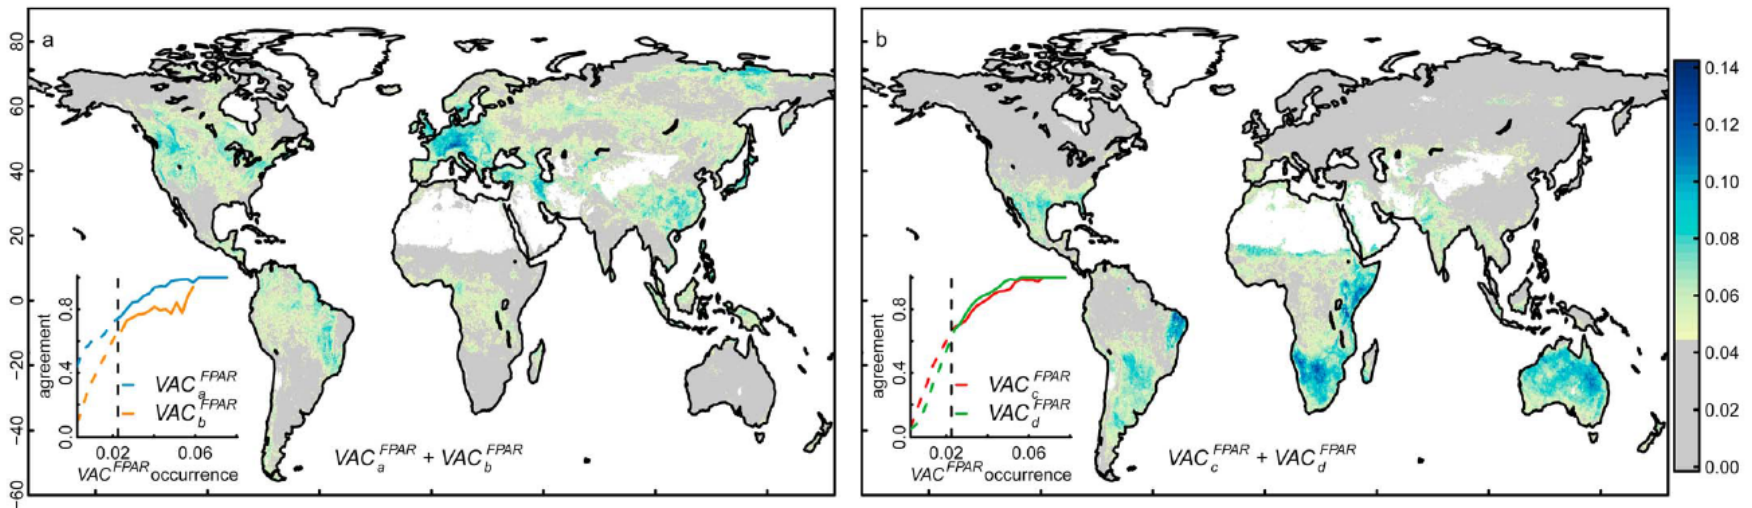 a
80
60
40
20
0
−20
−40
−60
agreement
0.8
0.4
0.0
VAC_a^FPAR
VAC_b^FPAR
0.02 0.06
VAC^FPAR occurrence
VAC_a^FPAR + VAC_b^FPAR
b
agreement
0.8
0.4
0.0
VAC_c^FPAR
VAC_d^FPAR
0.02 0.06
VAC^FPAR occurrence
VAC_c^FPAR + VAC_d^FPAR
0.14
0.12
0.10
0.08
0.06
0.04
0.02
0.00